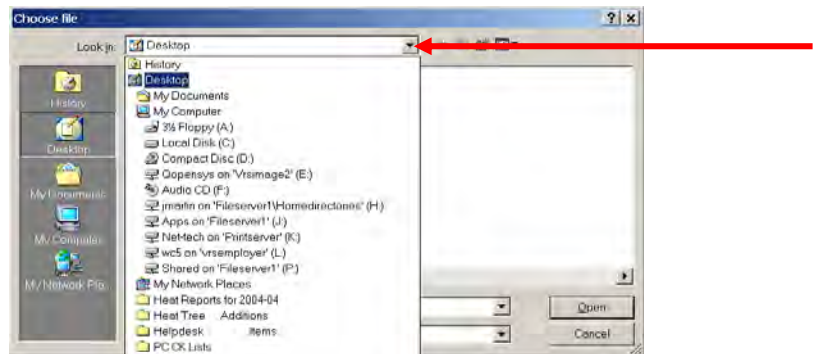 Choose file
Look in: Desktop
History
Desktop
My Documents
My Computer
3½ Floppy (A:)
Local Disk (C:)
Compact Disc (D:)
Qopensys on 'Vrsimage2' (E:)
Audio CD (F:)
jmartin on 'Fileserver1\Homedirectories' (H:)
Apps on 'Fileserver1' (J:)
Net-tech on 'Printserver' (K:)
wc5 on 'vrsemployer' (L:)
Shared on 'Fileserver1' (P:)
My Network Places
Heat Reports for 2004-04
Heat Tree Additions
Helpdesk Items
PC CK Lists
History
Desktop
My Documents
My Computer
My Network Pla...
Open
Cancel